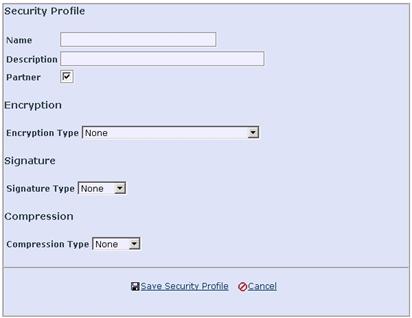 Security Profile
Name
Description
Partner
Encryption
Encryption Type None
Signature
Signature Type None
Compression
Compression Type None
Save Security Profile Cancel